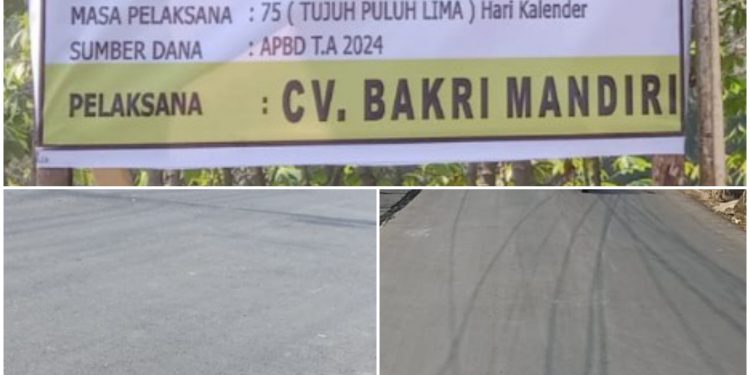 MASA PELAKSANA : 75 ( TUJUH PULUH LIMA ) Hari Kalender
SUMBER DANA : APBD T.A 2024
PELAKSANA : CV. BAKRI MANDIRI